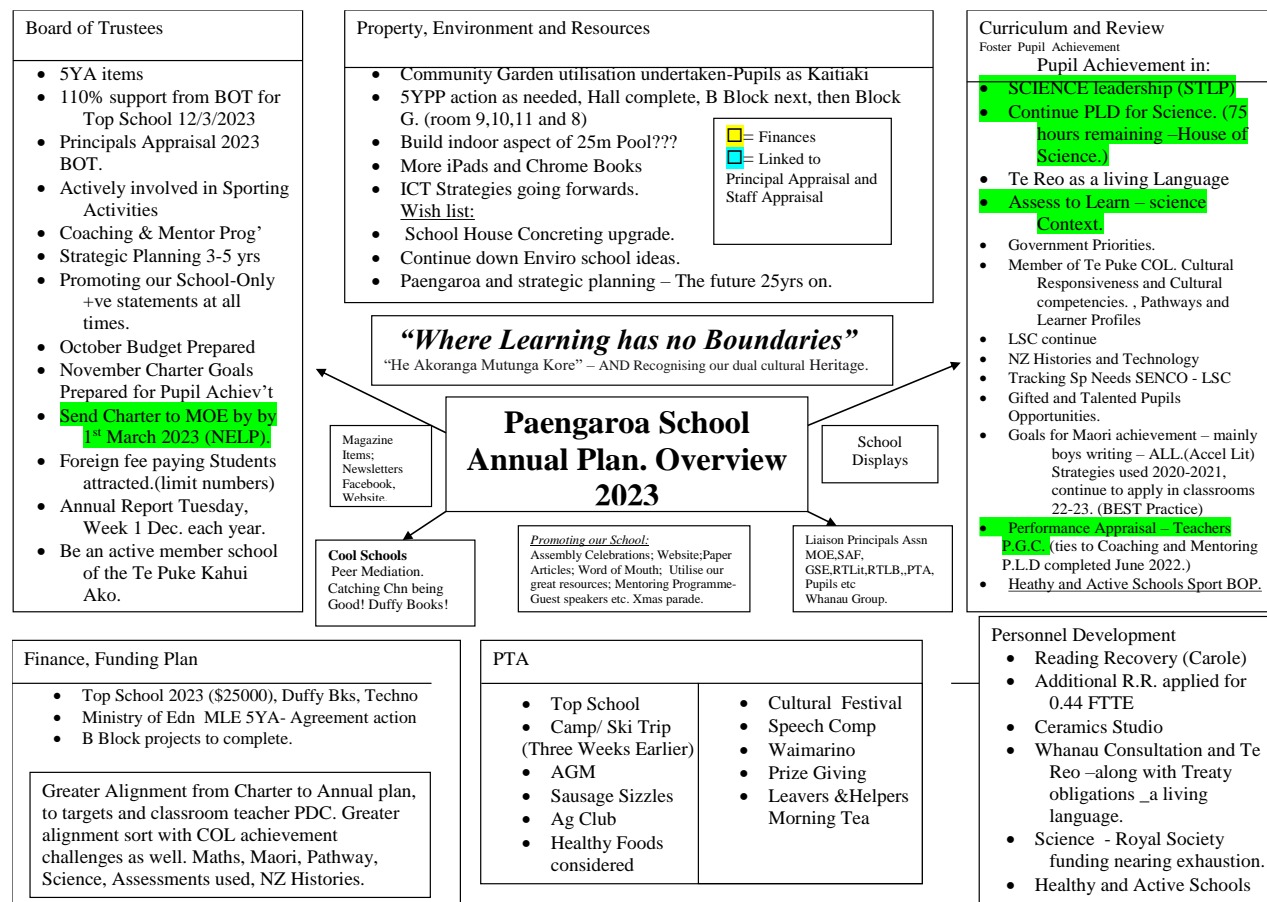 Board of Trustees
• 5YA items
• 110% support from BOT for
Top School 12/3/2023
• Principals Appraisal 2023
BOT.
• Actively involved in Sporting
Activities
• Coaching & Mentor Prog’
• Strategic Planning 3-5 yrs
• Promoting our School-Only
+ve statements at all
times.
• October Budget Prepared
• November Charter Goals
Prepared for Pupil Achiev’t
• Send Charter to MOE by by
1st March 2023 (NELP).
• Foreign fee paying Students
attracted.(limit numbers)
• Annual Report Tuesday,
Week 1 Dec. each year.
• Be an active member school
of the Te Puke Kahui
Ako.
Property, Environment and Resources
• Community Garden utilisation undertaken-Pupils as Kaitiaki
• 5YPP action as needed, Hall complete, B Block next, then Block
G. (room 9,10,11 and 8)
• Build indoor aspect of 25m Pool???
• More iPads and Chrome Books
• ICT Strategies going forwards.
Wish list:
• School House Concreting upgrade.
• Continue down Enviro school ideas.
• Paengaroa and strategic planning – The future 25yrs on.
☐= Finances
☐= Linked to
Principal Appraisal and
Staff Appraisal
Curriculum and Review
Foster Pupil Achievement
Pupil Achievement in:
• SCIENCE leadership (STLP)
• Continue PLD for Science. (75
hours remaining –House of
Science.)
• Te Reo as a living Language
• Assess to Learn – science
Context.
• Government Priorities.
• Member of Te Puke COL. Cultural
Responsiveness and Cultural
competencies. , Pathways and
Learner Profiles
• LSC continue
• NZ Histories and Technology
• Tracking Sp Needs SENCO - LSC
• Gifted and Talented Pupils
Opportunities.
• Goals for Maori achievement – mainly
boys writing – ALL.(Accel Lit)
Strategies used 2020-2021,
continue to apply in classrooms
22-23. (BEST Practice)
• Performance Appraisal – Teachers
P.G.C. (ties to Coaching and Mentoring
P.L.D completed June 2022.)
• Heathy and Active Schools Sport BOP.
“Where Learning has no Boundaries”
“He Akoranga Mutunga Kore” – AND Recognising our dual cultural Heritage.
Magazine
Items;
Newsletters
Facebook,
Website.
Paengaroa School
Annual Plan. Overview
2023
School
Displays
Cool Schools
Peer Mediation.
Catching Chn being
Good! Duffy Books!
Promoting our School:
Assembly Celebrations; Website;Paper
Articles; Word of Mouth; Utilise our
great resources; Mentoring Programme-
Guest speakers etc. Xmas parade.
Liaison Principals Assn
MOE,SAF,
GSE,RTLit,RTLB,,PTA,
Pupils etc
Whanau Group.
Finance, Funding Plan
• Top School 2023 ($25000), Duffy Bks, Techno
• Ministry of Edn MLE 5YA- Agreement action
• B Block projects to complete.
Greater Alignment from Charter to Annual plan,
to targets and classroom teacher PDC. Greater
alignment sort with COL achievement
challenges as well. Maths, Maori, Pathway,
Science, Assessments used, NZ Histories.
PTA
• Top School
• Camp/ Ski Trip
(Three Weeks Earlier)
• AGM
• Sausage Sizzles
• Ag Club
• Healthy Foods
considered
• Cultural Festival
• Speech Comp
• Waimarino
• Prize Giving
• Leavers &Helpers
Morning Tea
Personnel Development
• Reading Recovery (Carole)
• Additional R.R. applied for
0.44 FTTE
• Ceramics Studio
• Whanau Consultation and Te
Reo –along with Treaty
obligations _a living
language.
• Science - Royal Society
funding nearing exhaustion.
• Healthy and Active Schools